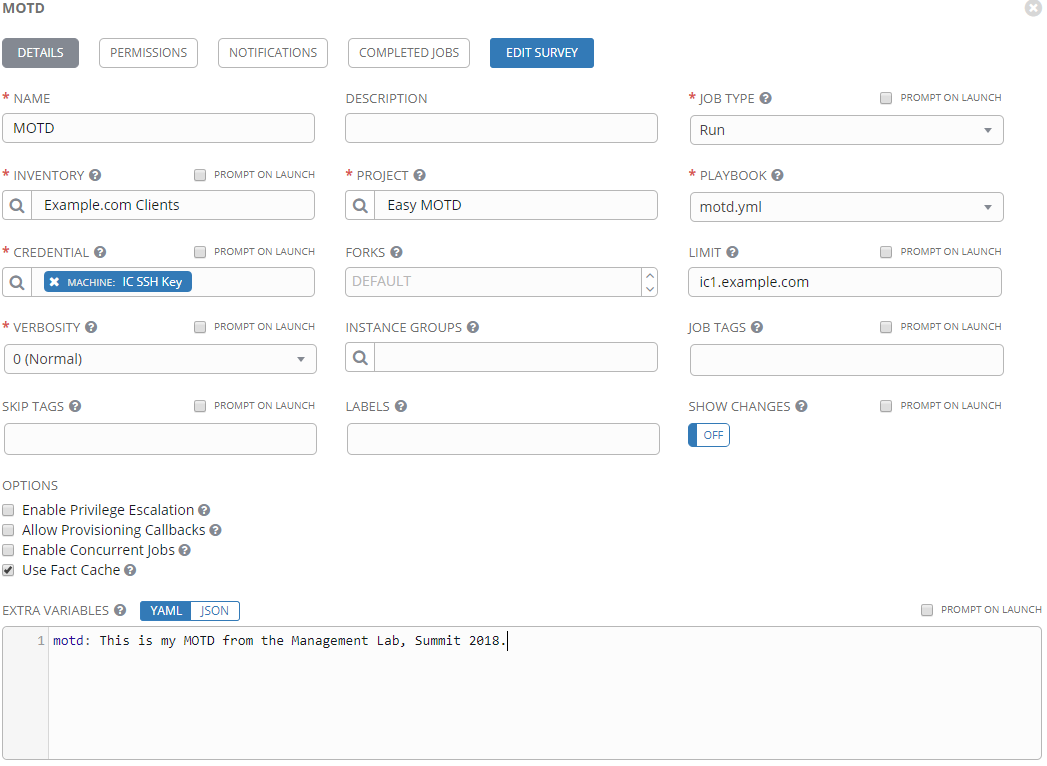 MOTD
DETAILS PERMISSIONS NOTIFICATIONS COMPLETED JOBS EDIT SURVEY
* NAME DESCRIPTION * JOB TYPE PROMPT ON LAUNCH
MOTD Run
* INVENTORY PROMPT ON LAUNCH * PROJECT * PLAYBOOK
Example.com Clients Easy MOTD motd.yml
* CREDENTIAL PROMPT ON LAUNCH FORKS LIMIT PROMPT ON LAUNCH
MACHINE: IC SSH Key DEFAULT ic1.example.com
* VERBOSITY PROMPT ON LAUNCH INSTANCE GROUPS JOB TAGS PROMPT ON LAUNCH
0 (Normal)
SKIP TAGS PROMPT ON LAUNCH LABELS SHOW CHANGES PROMPT ON LAUNCH
OFF
OPTIONS
Enable Privilege Escalation
Allow Provisioning Callbacks
Enable Concurrent Jobs
Use Fact Cache
EXTRA VARIABLES YAML JSON PROMPT ON LAUNCH
1 motd: This is my MOTD from the Management Lab, Summit 2018.